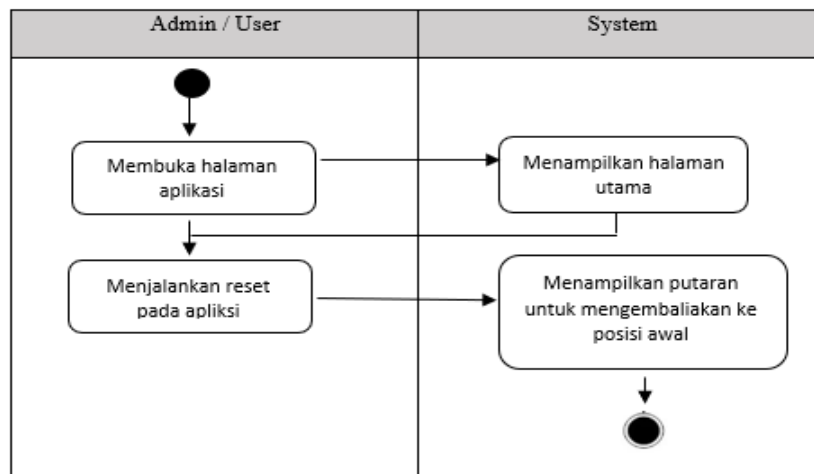 Admin / User
System
Membuka halaman
aplikasi
Menampilkan halaman
utama
Menjalankan reset
pada apliksi
Menampilkan putaran
untuk mengembaliakan ke
posisi awal